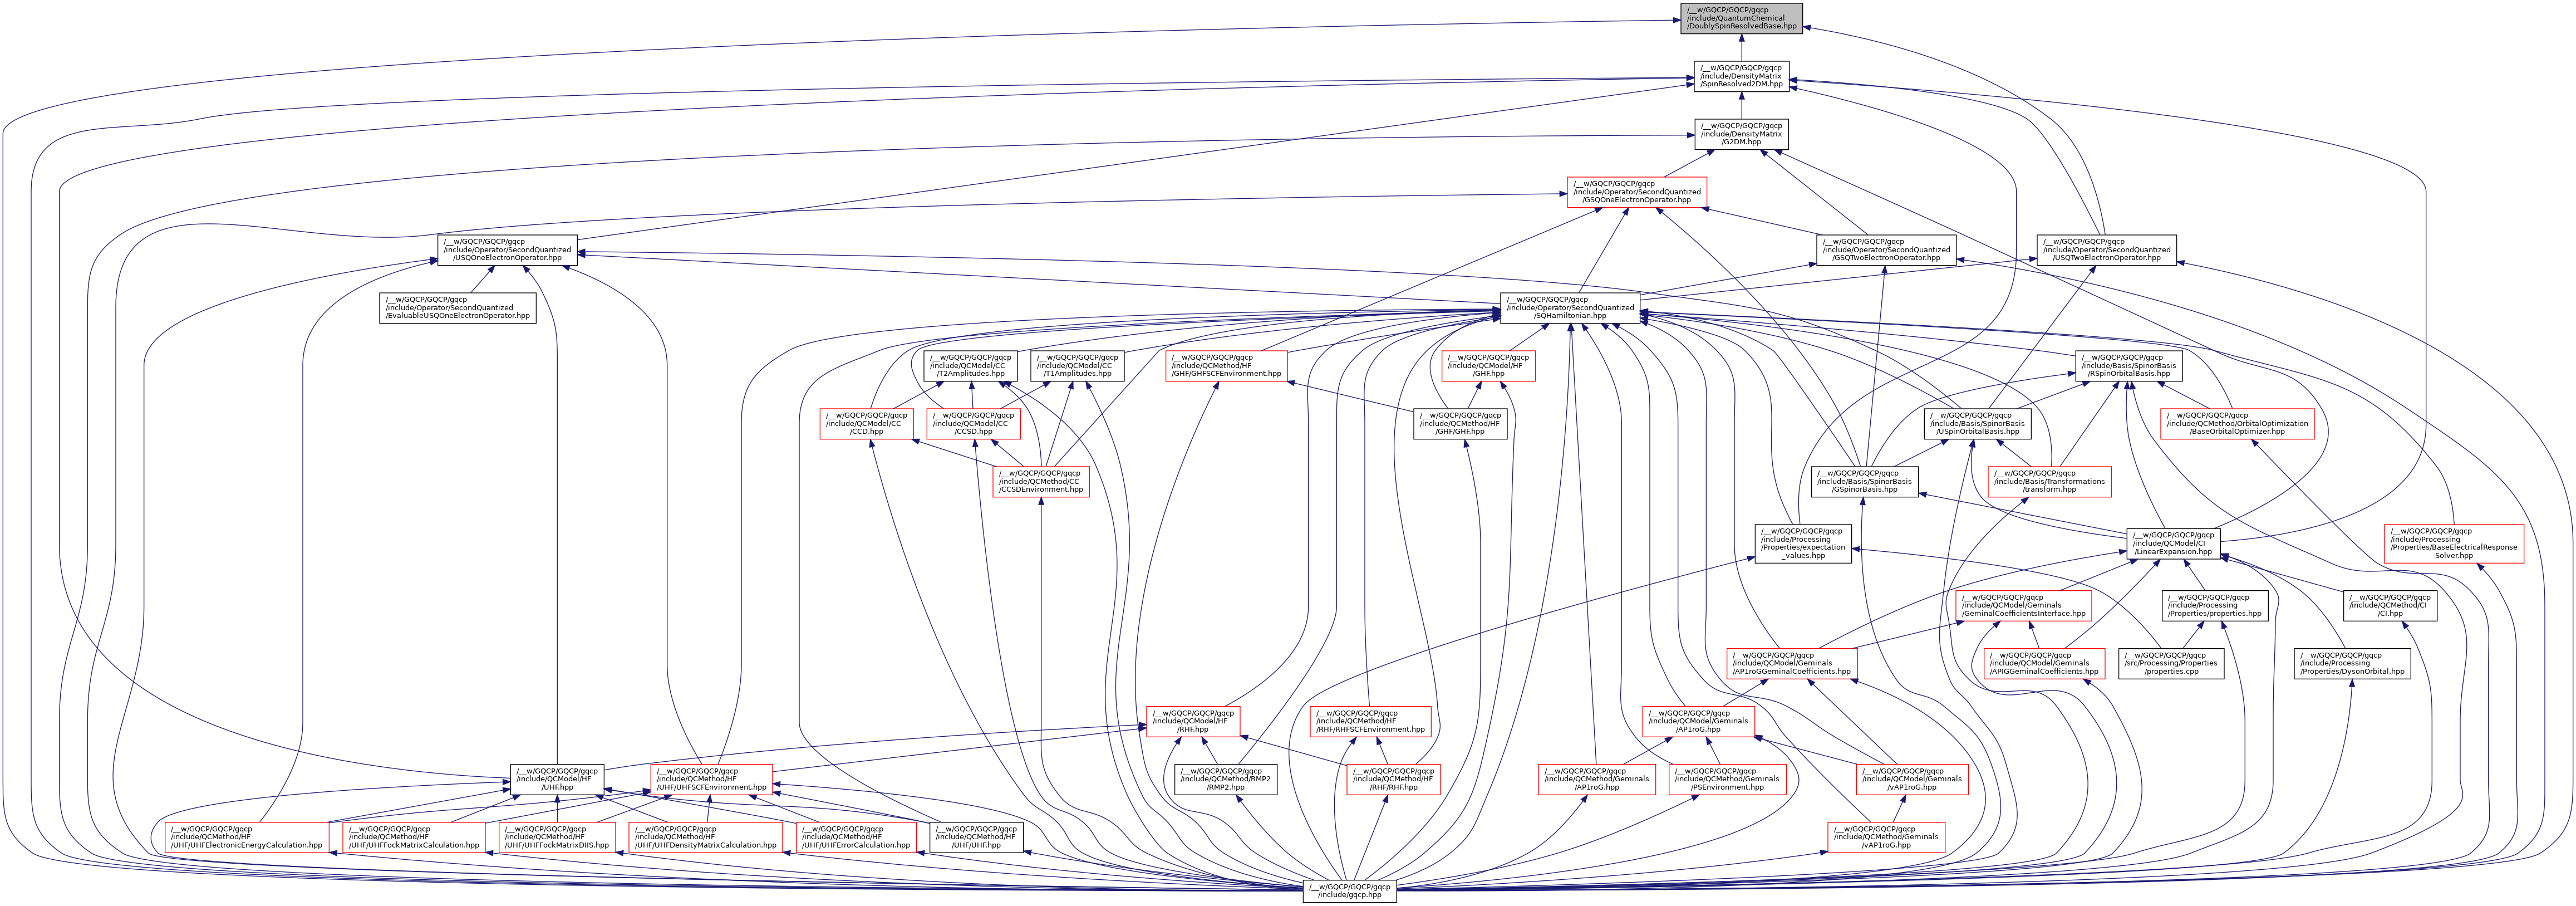 /__w/GQCP/GQCP/gqcp
/include/QuantumChemical
/DoublySpinResolvedBase.hpp
/__w/GQCP/GQCP/gqcp
/include/DensityMatrix
/SpinResolved2DM.hpp
/__w/GQCP/GQCP/gqcp
/include/DensityMatrix
/G2DM.hpp
/__w/GQCP/GQCP/gqcp
/include/Operator/SecondQuantized
/GSQOneElectronOperator.hpp
/__w/GQCP/GQCP/gqcp
/include/Operator/SecondQuantized
/USQOneElectronOperator.hpp
/__w/GQCP/GQCP/gqcp
/include/Operator/SecondQuantized
/GSQTwoElectronOperator.hpp
/__w/GQCP/GQCP/gqcp
/include/Operator/SecondQuantized
/USQTwoElectronOperator.hpp
/__w/GQCP/GQCP/gqcp
/include/Operator/SecondQuantized
/EvaluableUSQOneElectronOperator.hpp
/__w/GQCP/GQCP/gqcp
/include/Operator/SecondQuantized
/SQHamiltonian.hpp
/__w/GQCP/GQCP/gqcp
/include/QCModel/CC
/T2Amplitudes.hpp
/__w/GQCP/GQCP/gqcp
/include/QCModel/CC
/T1Amplitudes.hpp
/__w/GQCP/GQCP/gqcp
/include/QCMethod/HF
/GHF/GHFSCFEnvironment.hpp
/__w/GQCP/GQCP/gqcp
/include/QCModel/HF
/GHF.hpp
/__w/GQCP/GQCP/gqcp
/include/Basis/SpinorBasis
/RSpinOrbitalBasis.hpp
/__w/GQCP/GQCP/gqcp
/include/QCModel/CC
/CCD.hpp
/__w/GQCP/GQCP/gqcp
/include/QCModel/CC
/CCSD.hpp
/__w/GQCP/GQCP/gqcp
/include/QCMethod/HF
/GHF/GHF.hpp
/__w/GQCP/GQCP/gqcp
/include/Basis/SpinorBasis
/USpinOrbitalBasis.hpp
/__w/GQCP/GQCP/gqcp
/include/QCMethod/OrbitalOptimization
/BaseOrbitalOptimizer.hpp
/__w/GQCP/GQCP/gqcp
/include/QCMethod/CC
/CCSDEnvironment.hpp
/__w/GQCP/GQCP/gqcp
/include/Basis/SpinorBasis
/GSpinorBasis.hpp
/__w/GQCP/GQCP/gqcp
/include/Basis/Transformations
/transform.hpp
/__w/GQCP/GQCP/gqcp
/include/Processing
/Properties/expectation
_values.hpp
/__w/GQCP/GQCP/gqcp
/include/QCModel/CI
/LinearExpansion.hpp
/__w/GQCP/GQCP/gqcp
/include/Processing
/Properties/BaseElectricalResponse
Solver.hpp
/__w/GQCP/GQCP/gqcp
/include/QCModel/Geminals
/GeminalCoefficientsInterface.hpp
/__w/GQCP/GQCP/gqcp
/include/Processing
/Properties/properties.hpp
/__w/GQCP/GQCP/gqcp
/include/QCMethod/CI
/CI.hpp
/__w/GQCP/GQCP/gqcp
/include/QCModel/Geminals
/AP1roGGeminalCoefficients.hpp
/__w/GQCP/GQCP/gqcp
/include/QCModel/Geminals
/APIGGeminalCoefficients.hpp
/__w/GQCP/GQCP/gqcp
/src/Processing/Properties
/properties.cpp
/__w/GQCP/GQCP/gqcp
/include/Processing
/Properties/DysonOrbital.hpp
/__w/GQCP/GQCP/gqcp
/include/QCModel/HF
/RHF.hpp
/__w/GQCP/GQCP/gqcp
/include/QCMethod/HF
/RHF/RHFSCFEnvironment.hpp
/__w/GQCP/GQCP/gqcp
/include/QCModel/Geminals
/AP1roG.hpp
/__w/GQCP/GQCP/gqcp
/include/QCModel/HF
/UHF.hpp
/__w/GQCP/GQCP/gqcp
/include/QCMethod/HF
/UHF/UHFSCFEnvironment.hpp
/__w/GQCP/GQCP/gqcp
/include/QCMethod/RMP2
/RMP2.hpp
/__w/GQCP/GQCP/gqcp
/include/QCMethod/HF
/RHF/RHF.hpp
/__w/GQCP/GQCP/gqcp
/include/QCMethod/Geminals
/AP1roG.hpp
/__w/GQCP/GQCP/gqcp
/include/QCMethod/Geminals
/PSEnvironment.hpp
/__w/GQCP/GQCP/gqcp
/include/QCModel/Geminals
/vAP1roG.hpp
/__w/GQCP/GQCP/gqcp
/include/QCMethod/HF
/UHF/UHFElectronicEnergyCalculation.hpp
/__w/GQCP/GQCP/gqcp
/include/QCMethod/HF
/UHF/UHFFockMatrixCalculation.hpp
/__w/GQCP/GQCP/gqcp
/include/QCMethod/HF
/UHF/UHFFockMatrixDIIS.hpp
/__w/GQCP/GQCP/gqcp
/include/QCMethod/HF
/UHF/UHFDensityMatrixCalculation.hpp
/__w/GQCP/GQCP/gqcp
/include/QCMethod/HF
/UHF/UHFErrorCalculation.hpp
/__w/GQCP/GQCP/gqcp
/include/QCMethod/HF
/UHF/UHF.hpp
/__w/GQCP/GQCP/gqcp
/include/QCMethod/Geminals
/vAP1roG.hpp
/__w/GQCP/GQCP/gqcp
/include/gqcp.hpp